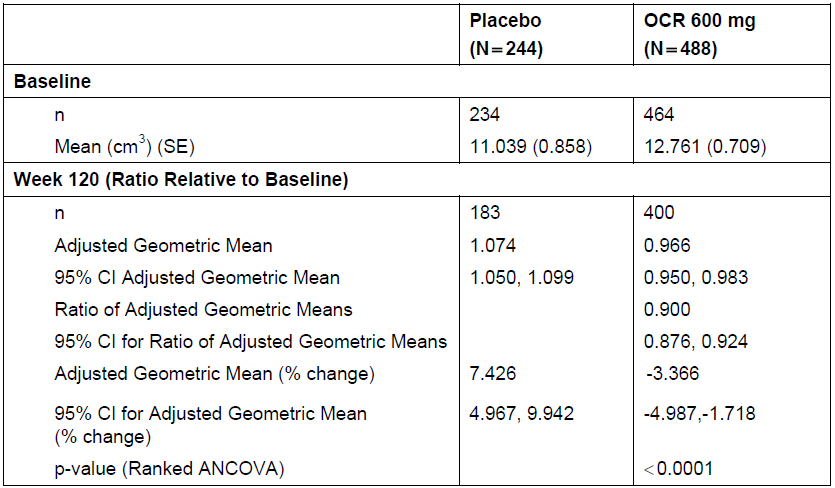 Placebo OCR 600 mg
(N=244) (N=488)
Baseline
n 234 464
Mean (cm³) (SE) 11.039 (0.858) 12.761 (0.709)
Week 120 (Ratio Relative to Baseline)
n 183 400
Adjusted Geometric Mean 1.074 0.966
95% CI Adjusted Geometric Mean 1.050, 1.099 0.950, 0.983
Ratio of Adjusted Geometric Means 0.900
95% CI for Ratio of Adjusted Geometric Means 0.876, 0.924
Adjusted Geometric Mean (% change) 7.426 -3.366
95% CI for Adjusted Geometric Mean 4.967, 9.942 -4.987,-1.718
(% change)
p-value (Ranked ANCOVA) <0.0001